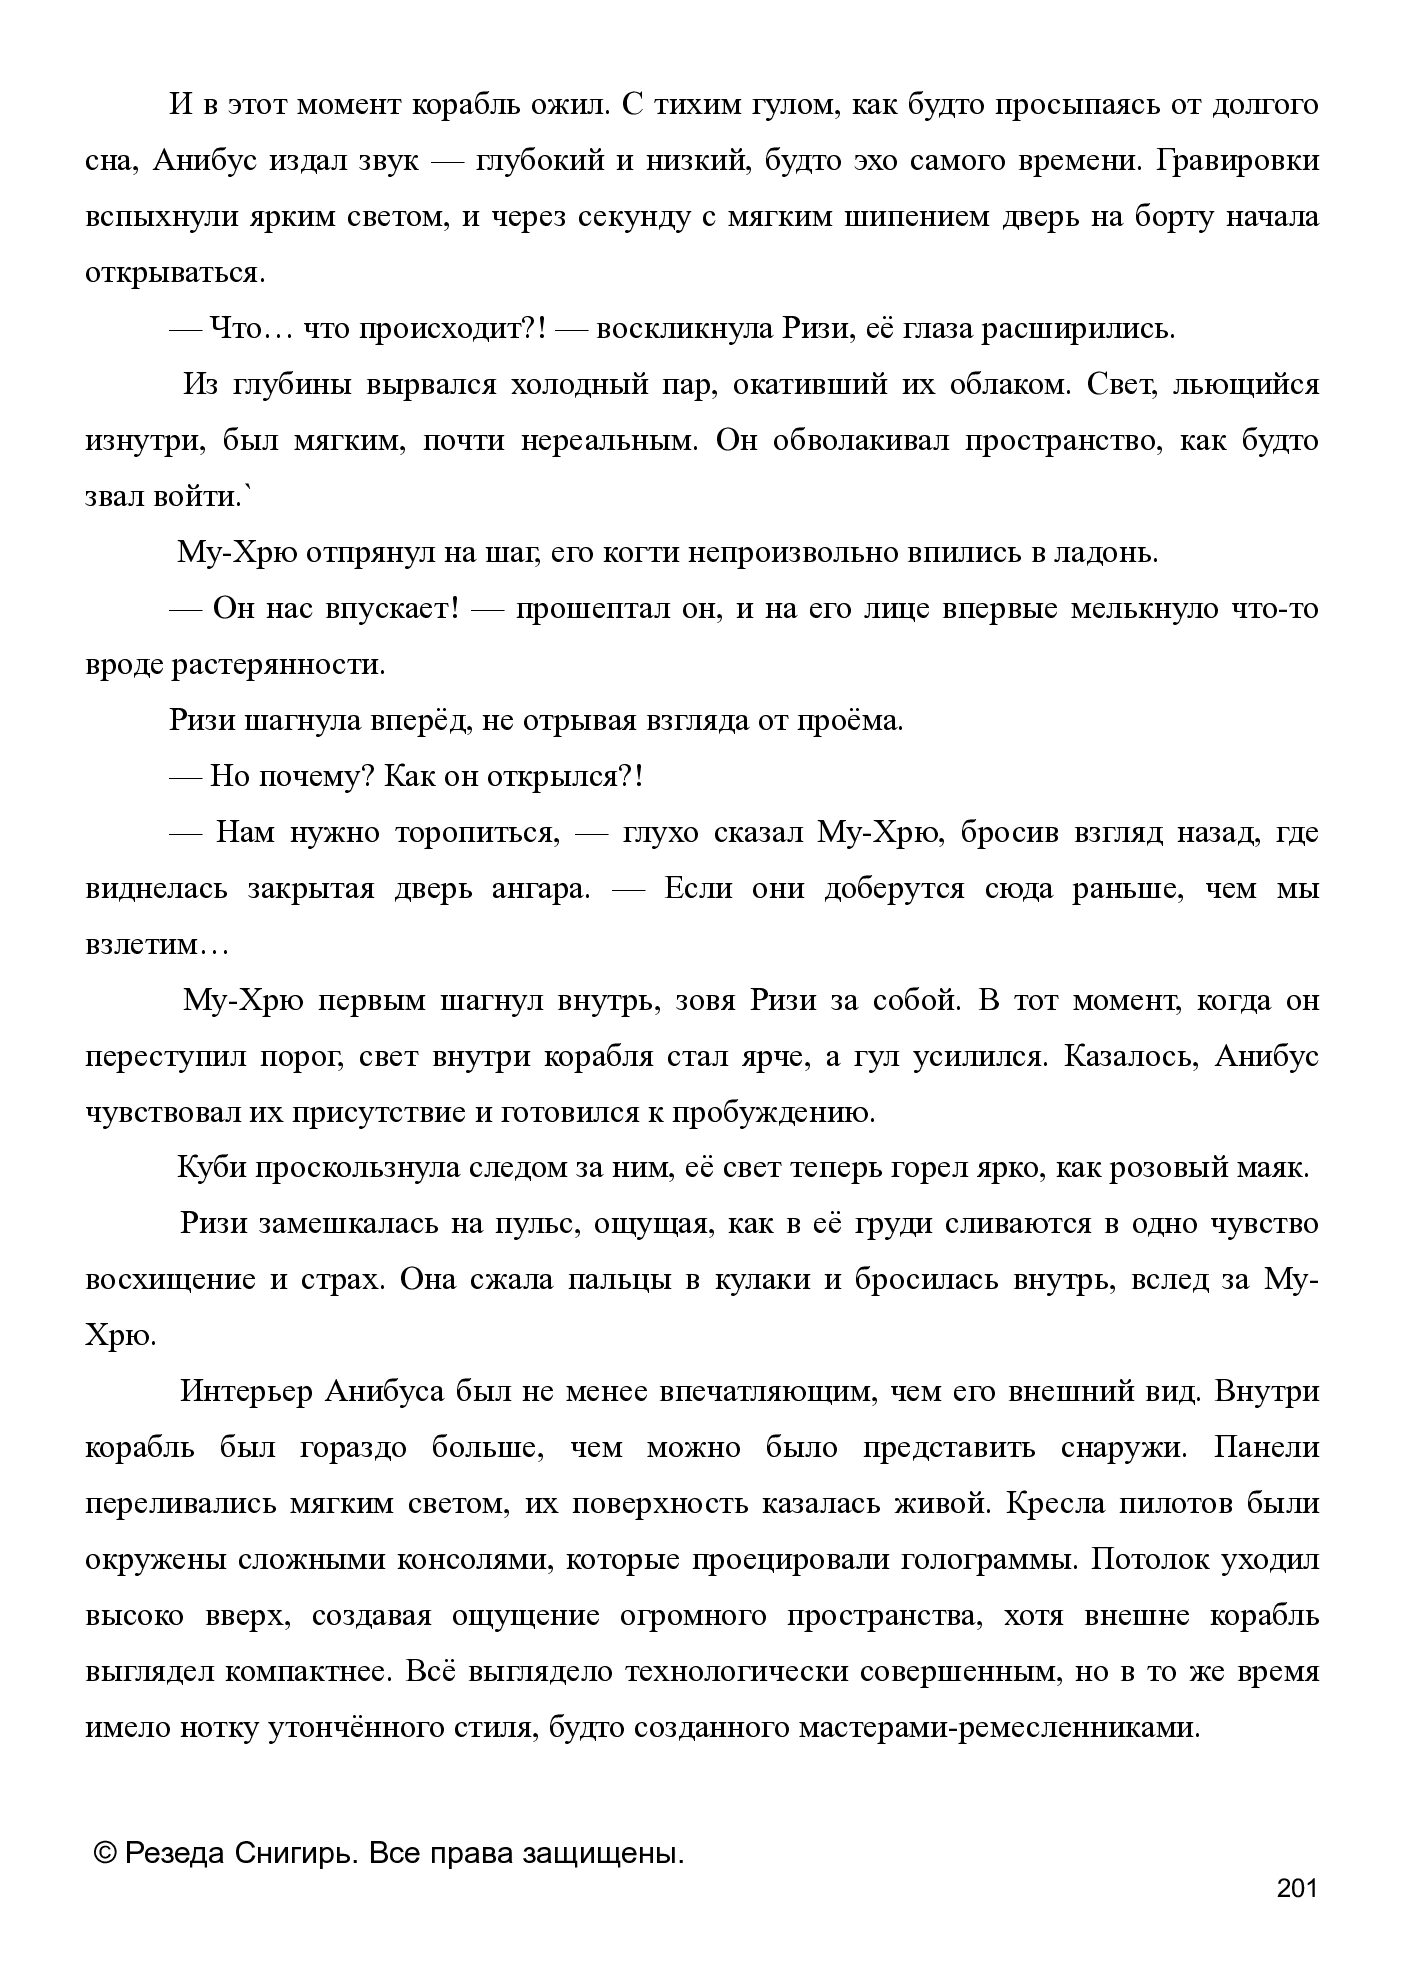 И в этот момент корабль ожил. С тихим гулом, как будто просыпаясь от долгого
сна, Анибус издал звук — глубокий и низкий, будто эхо самого времени. Гравировки
вспыхнули ярким светом, и через секунду с мягким шипением дверь на борту начала
открываться.
— Что… что происходит?! — воскликнула Ризи, её глаза расширились.
Из глубины вырвался холодный пар, окативший их облаком. Свет, льющийся
изнутри, был мягким, почти нереальным. Он обволакивал пространство, как будто
звал войти.`
Му-Хрю отпрянул на шаг, его когти непроизвольно впились в ладонь.
— Он нас впускает! — прошептал он, и на его лице впервые мелькнуло что-то
вроде растерянности.
Ризи шагнула вперёд, не отрывая взгляда от проёма.
— Но почему? Как он открылся?!
— Нам нужно торопиться, — глухо сказал Му-Хрю, бросив взгляд назад, где
виднелась закрытая дверь ангара. — Если они доберутся сюда раньше, чем мы
взлетим…
Му-Хрю первым шагнул внутрь, зовя Ризи за собой. В тот момент, когда он
переступил порог, свет внутри корабля стал ярче, а гул усилился. Казалось, Анибус
чувствовал их присутствие и готовился к пробуждению.
Куби проскользнула следом за ним, её свет теперь горел ярко, как розовый маяк.
Ризи замешкалась на пульс, ощущая, как в её груди сливаются в одно чувство
восхищение и страх. Она сжала пальцы в кулаки и бросилась внутрь, вслед за Му-
Хрю.
Интерьер Анибуса был не менее впечатляющим, чем его внешний вид. Внутри
корабль был гораздо больше, чем можно было представить снаружи. Панели
переливались мягким светом, их поверхность казалась живой. Кресла пилотов были
окружены сложными консолями, которые проецировали голограммы. Потолок уходил
высоко вверх, создавая ощущение огромного пространства, хотя внешне корабль
выглядел компактнее. Всё выглядело технологически совершенным, но в то же время
имело нотку утончённого стиля, будто созданного мастерами-ремесленниками.
© Резеда Снигирь. Все права защищены.
201